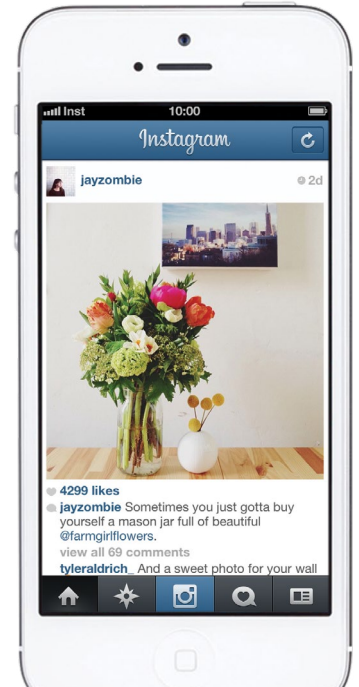 Inst 10:00
Instagram
jayzombie 2d
4299 likes
jayzombie Sometimes you just gotta buy
yourself a mason jar full of beautiful
@farmgirlflowers.
view all 69 comments
tyleraldrich_ And a sweet photo for your wall